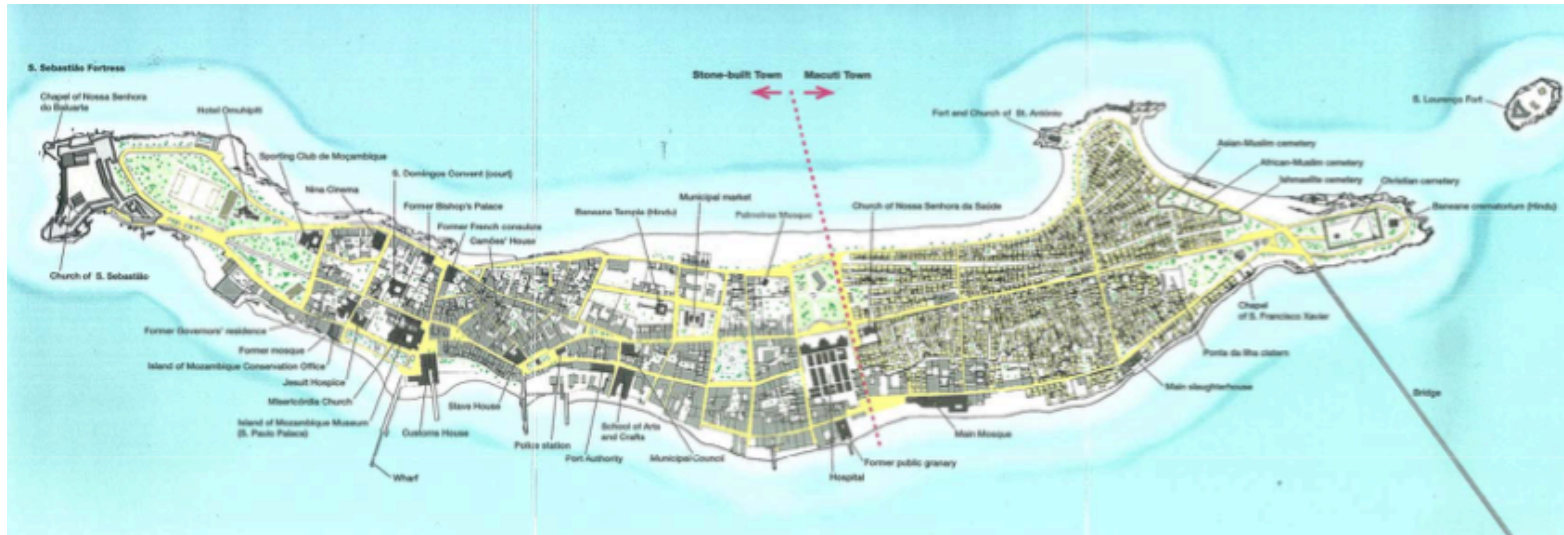 S. Sebastião Fortress
Stone-built Town
Macuti Town
Chapel of Nossa Senhora
do Baluarte
Hotel Omuhipiti
Sporting Club de Moçambique
Nina Cinema
S. Domingos Convent (court)
Former Bishop's Palace
Former French consulate
Camões' House
Bareane Temple (Hindu)
Municipal market
Palmeiras Mosque
Church of Nossa Senhora da Saúde
Fort and Church of St. António
S. Lourenço Fort
Asian-Muslim cemetery
African-Muslim cemetery
Ishmaelite cemetery
Christian cemetery
Bareane crematorium (Hindu)
Church of S. Sebastião
Former Governors' residence
Former mosque
Island of Mozambique Conservation Office
Jesuit Hospice
Misericórdia Church
Island of Mozambique Museum
(S. Paulo Palace)
Customs House
Wharf
Slave House
Police station
Port Authority
School of Arts
and Crafts
Municipal Council
Hospital
Former public granary
Main Mosque
Main slaughterhouse
Ponta da Ilha cistern
Chapel
of S. Francisco Xavier
Bridge